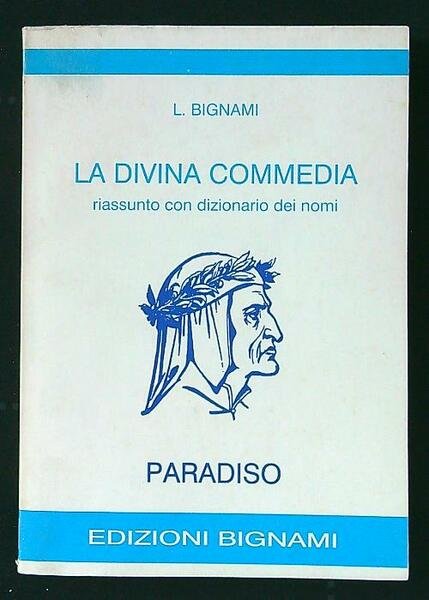 L. BIGNAMI
LA DIVINA COMMEDIA
riassunto con dizionario dei nomi
PARADISO
EDIZIONI BIGNAMI